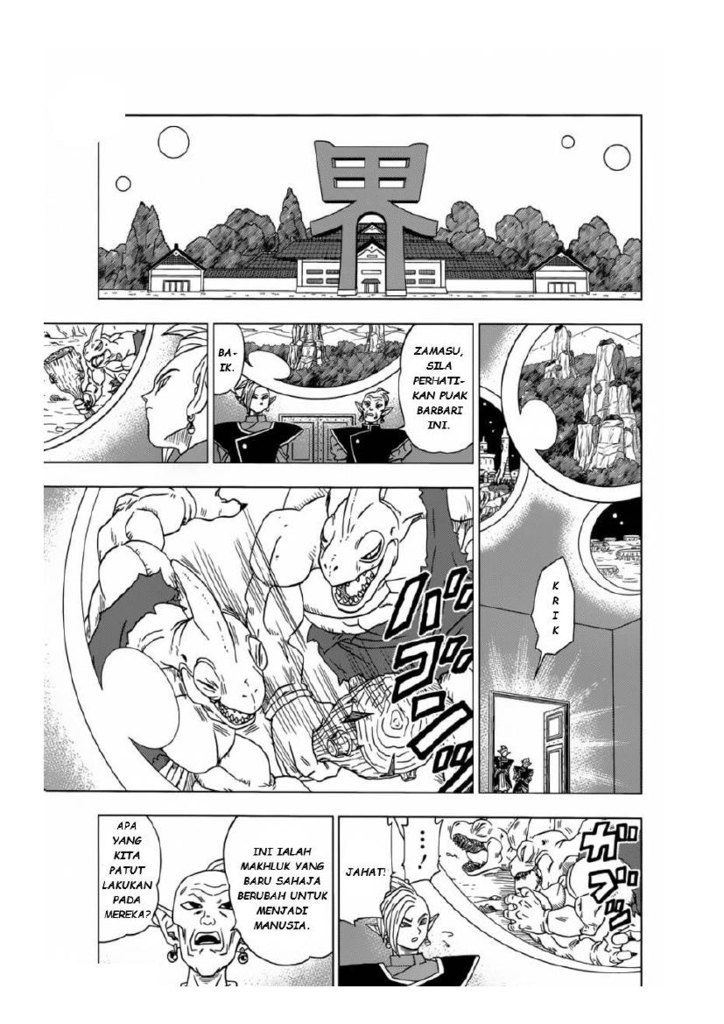 界
K
R
I
K
ZAMASU,
SILA
PERHATI-
KAN PUAK
BARBARI
INI.
BA-
IK.
...!
JAHAT!
INI IALAH
MAKHLUK YANG
BARU SAHAJA
BERUBAH UNTUK
MENJADI
MANUSIA.
APA
YANG
KITA
PATUT
LAKUKAN
PADA
MEREKA?